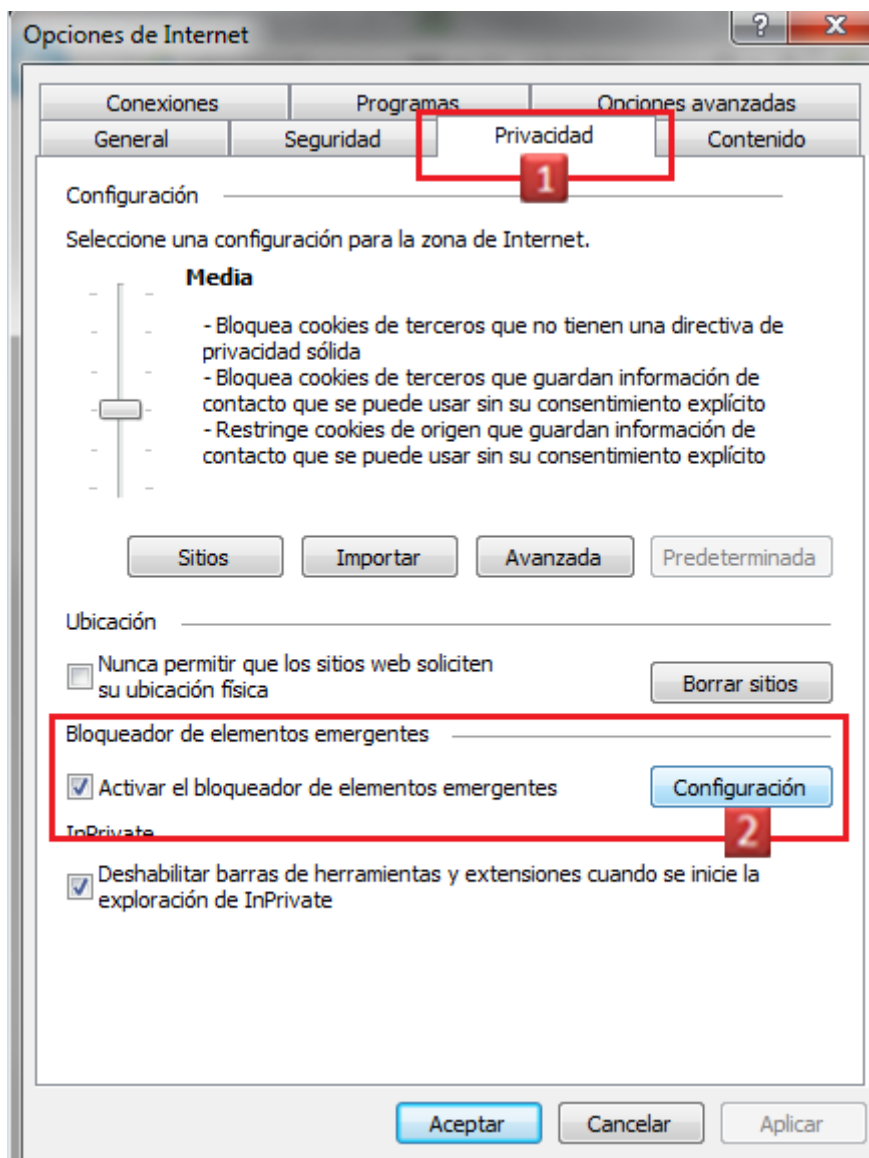 Opciones de Internet
?
X
Conexiones
Programas
Opciones avanzadas
General
Seguridad
Privacidad
Contenido
1
Configuración
Seleccione una configuración para la zona de Internet.
Media
- Bloquea cookies de terceros que no tienen una directiva de
privacidad sólida
- Bloquea cookies de terceros que guardan información de
contacto que se puede usar sin su consentimiento explícito
- Restringe cookies de origen que guardan información de
contacto que se puede usar sin su consentimiento explícito
Sitios
Importar
Avanzada
Predeterminada
Ubicación
Nunca permitir que los sitios web soliciten
su ubicación física
Borrar sitios
Bloqueador de elementos emergentes
Activar el bloqueador de elementos emergentes
Configuración
2
InPrivate
Deshabilitar barras de herramientas y extensiones cuando se inicie la
exploración de InPrivate
Aceptar
Cancelar
Aplicar